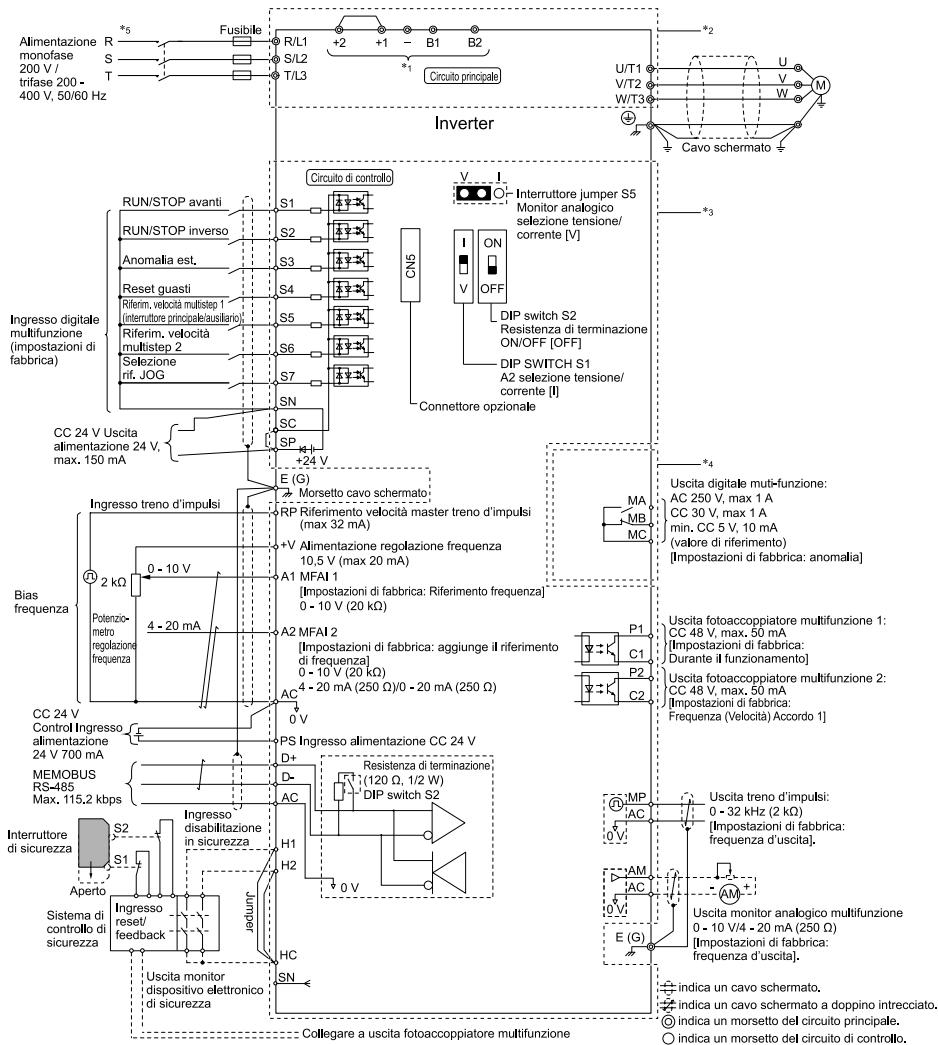 *5
Fusibile
Alimentazione
monofase
200 V /
trifase 200 -
400 V, 50/60 Hz
R
S
T
R/L1
S/L2
T/L3
+2
+1
–
B1
B2
*1
Circuito principale
*2
U/T1
V/T2
W/T3
U
V
W
M
Cavo schermato
Inverter
Circuito di controllo
*3
Ingresso digitale
multifunzione
(impostazioni di
fabbrica)
RUN/STOP avanti
RUN/STOP inverso
Anomalia est.
Reset guasti
Riferim. velocità multistep 1
(interruttore principale/ausiliario)
Riferim. velocità
multistep 2
Selezione
rif. JOG
S1
S2
S3
S4
S5
S6
S7
SN
SC
SP
+24 V
CC 24 V Uscita
alimentazione 24 V,
max. 150 mA
CN5
Connettore opzionale
V
I
Interruttore jumper S5
Monitor analogico
selezione tensione/
corrente [V]
I
V
ON
OFF
DIP switch S2
Resistenza di terminazione
ON/OFF [OFF]
DIP SWITCH S1
A2 selezione tensione/
corrente [I]
E (G)
Morsetto cavo schermato
*4
MA
MB
MC
Uscita digitale muti-funzione:
AC 250 V, max 1 A
CC 30 V, max 1 A
min. CC 5 V, 10 mA
(valore di riferimento)
[Impostazioni di fabbrica: anomalia]
Ingresso treno d'impulsi
Bias
frequenza
2 kΩ
Potenzio-
metro
regolazione
frequenza
0 - 10 V
4 - 20 mA
RP Riferimento velocità master treno d'impulsi
(max 32 mA)
+V Alimentazione regolazione frequenza
10,5 V (max 20 mA)
A1 MFAI 1
[Impostazioni di fabbrica: Riferimento frequenza]
0 - 10 V (20 kΩ)
A2 MFAI 2
[Impostazioni di fabbrica: aggiunge il riferimento
di frequenza]
0 - 10 V (20 kΩ)
4 - 20 mA (250 Ω)/0 - 20 mA (250 Ω)
AC
0 V
P1
C1
P2
C2
Uscita fotoaccoppiatore multifunzione 1:
CC 48 V, max. 50 mA
[Impostazioni di fabbrica:
Durante il funzionamento]
Uscita fotoaccoppiatore multifunzione 2:
CC 48 V, max. 50 mA
[Impostazioni di fabbrica:
Frequenza (Velocità) Accordo 1]
CC 24 V
Control Ingresso
alimentazione
24 V 700 mA
PS Ingresso alimentazione CC 24 V
MEMOBUS
RS-485
Max. 115.2 kbps
D+
D-
AC
Resistenza di terminazione
(120 Ω, 1/2 W)
DIP switch S2
0 V
Ingresso
disabilitazione
in sicurezza
H1
H2
Jumper
HC
SN
Interruttore
di sicurezza
S2
S1
Aperto
Sistema di
controllo di
sicurezza
Ingresso
reset/
feedback
Uscita monitor
dispositivo elettronico
di sicurezza
Collegare a uscita fotoaccoppiatore multifunzione
MP
AC
0 V
Uscita treno d'impulsi:
0 - 32 kHz (2 kΩ)
[Impostazioni di fabbrica:
frequenza d'uscita].
AM
AC
0 V
- AM +
Uscita monitor analogico multifunzione
0 - 10 V/4 - 20 mA (250 Ω)
[Impostazioni di fabbrica:
frequenza d'uscita].
E (G)
indica un cavo schermato.
indica un cavo schermato a doppino intrecciato.
indica un morsetto del circuito principale.
indica un morsetto del circuito di controllo.